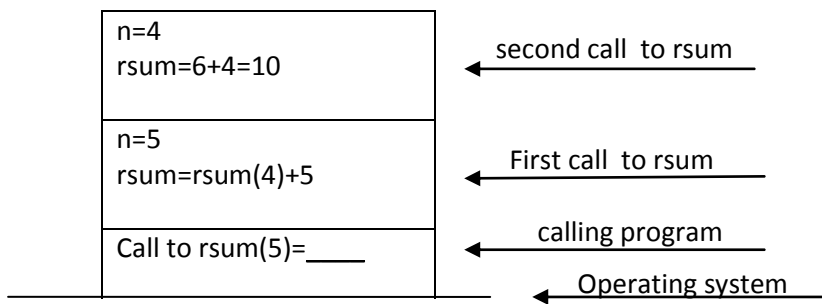 n=4
rsum=6+4=10
second call to rsum
n=5
rsum=rsum(4)+5
First call to rsum
Call to rsum(5)=_____
calling program
Operating system